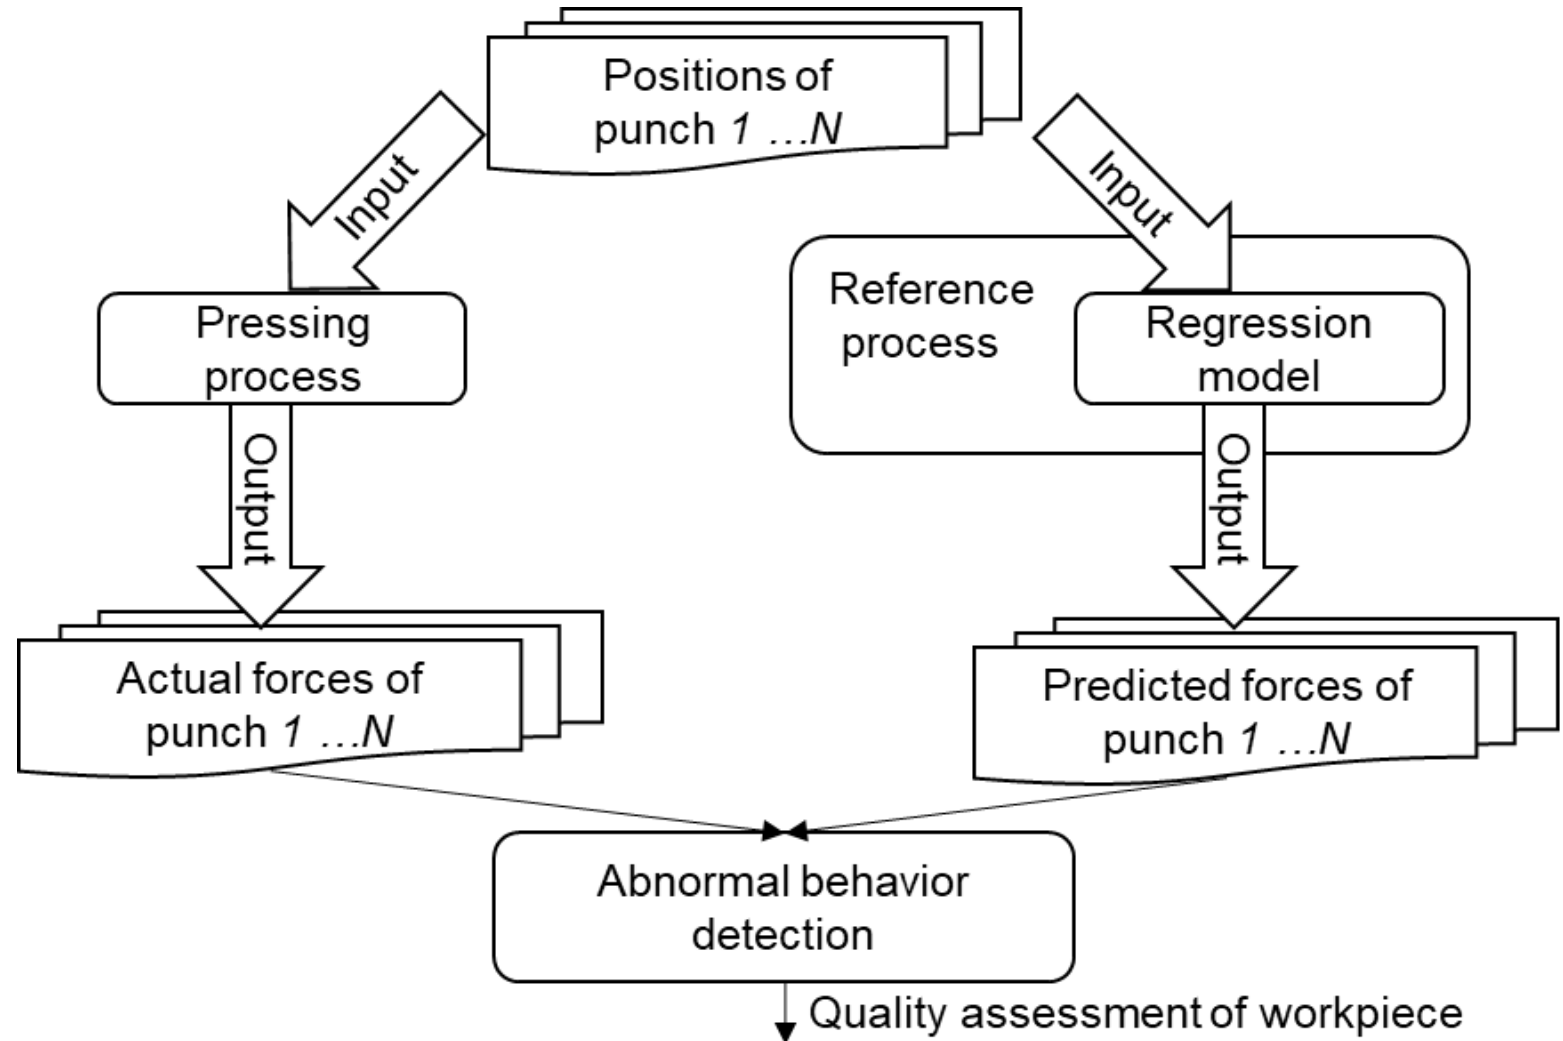 Positions of
punch 1 ...N
Input
Input
Pressing
process
Reference
process
Regression
model
Output
Output
Actual forces of
punch 1 ...N
Predicted forces of
punch 1 ...N
Abnormal behavior
detection
Quality assessment of workpiece